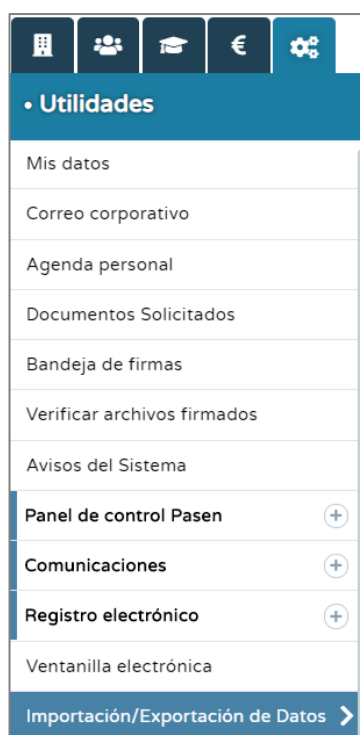 €
• Utilidades
Mis datos
Correo corporativo
Agenda personal
Documentos Solicitados
Bandeja de firmas
Verificar archivos firmados
Avisos del Sistema
Panel de control Pasen
Comunicaciones
Registro electrónico
Ventanilla electrónica
Importación/Exportación de Datos